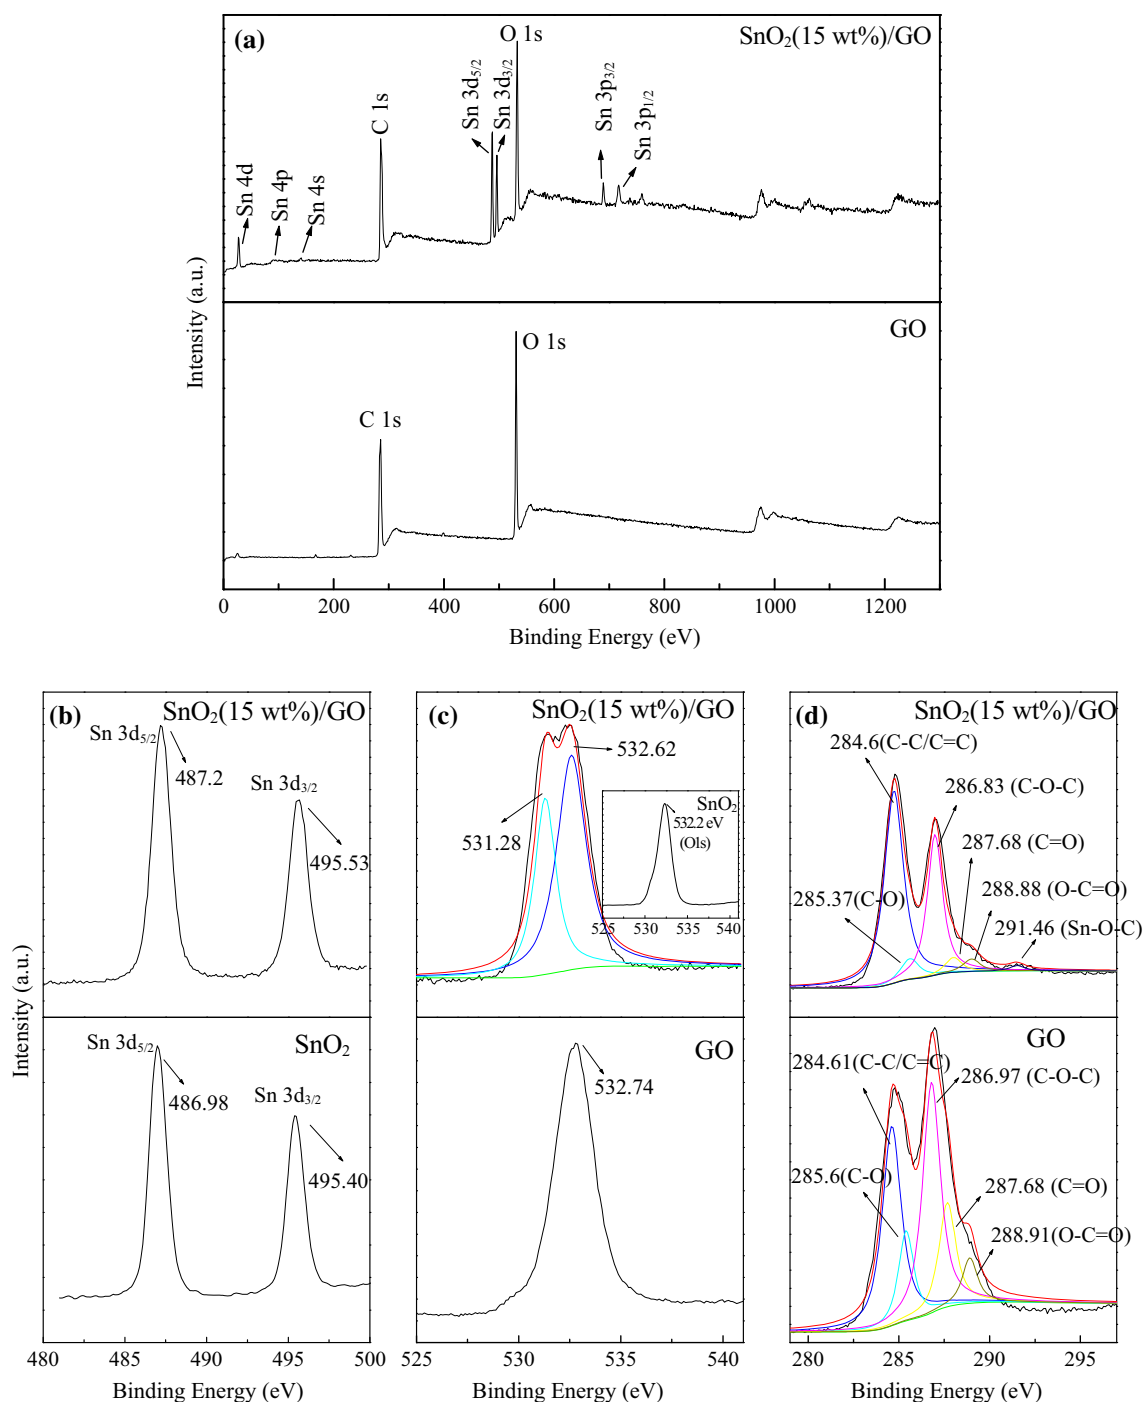 (a)
SnO2(15 wt%)/GO
O 1s
Sn 3d5/2
Sn 3d3/2
C 1s
Sn 3p3/2
Sn 3p1/2
Sn 4d
Sn 4p
Sn 4s
GO
O 1s
C 1s
Intensity (a.u.)
0 200 400 600 800 1000 1200
Binding Energy (eV)
(b)
SnO2(15 wt%)/GO
Sn 3d5/2
487.2
Sn 3d3/2
495.53
SnO2
Sn 3d5/2
486.98
Sn 3d3/2
495.40
Intensity (a.u.)
480 485 490 495 500
Binding Energy (eV)
(c)
SnO2(15 wt%)/GO
532.62
531.28
SnO2
532.2 eV
(Ols)
525 530 535 540
GO
532.74
525 530 535 540
Binding Energy (eV)
(d)
SnO2(15 wt%)/GO
284.6(C-C/C=C)
286.83 (C-O-C)
287.68 (C=O)
288.88 (O-C=O)
285.37(C-O)
291.46 (Sn-O-C)
GO
284.61(C-C/C=C)
286.97 (C-O-C)
285.6(C-O)
287.68 (C=O)
288.91(O-C=O)
280 285 290 295
Binding Energy (eV)